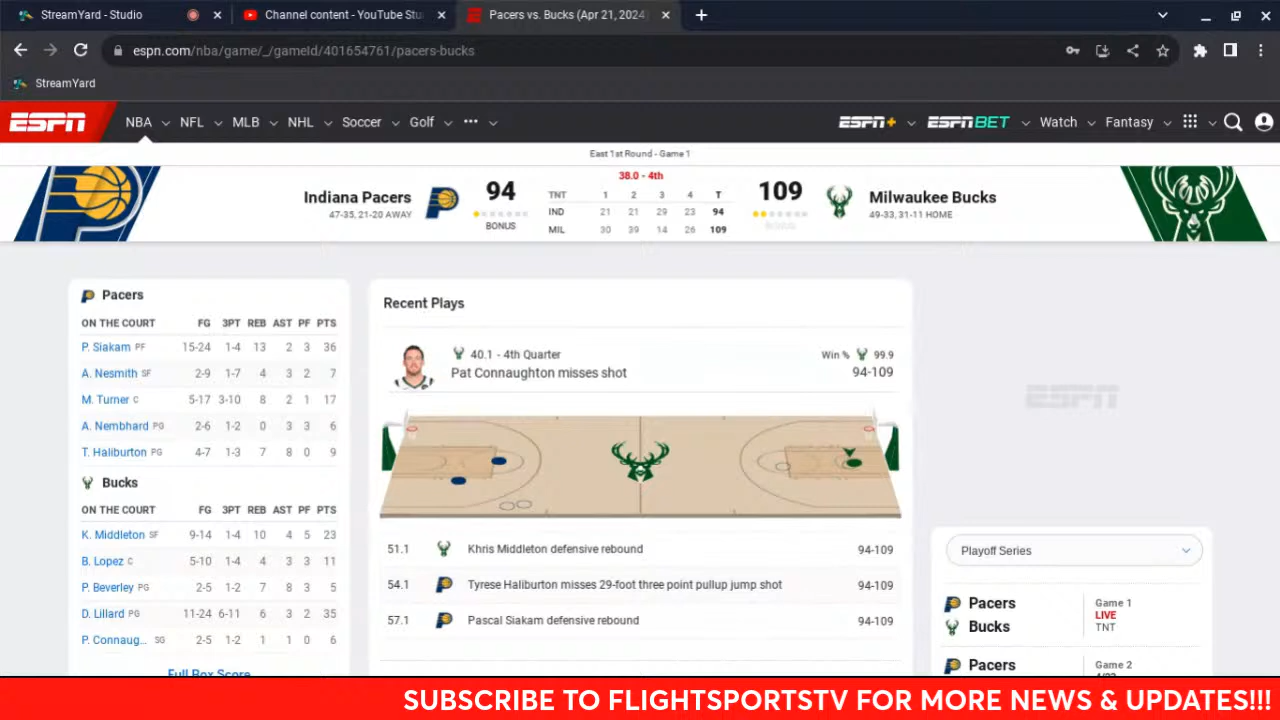 StreamYard - Studio
Channel content - YouTube Stu
Pacers vs. Bucks (Apr 21, 2024)
espn.com/nba/game/_/gameId/401654761/pacers-bucks
StreamYard
ESPN NBA NFL MLB NHL Soccer Golf ••• ESPN+ ESPN BET Watch Fantasy
East 1st Round - Game 1
38.0 - 4th
Indiana Pacers 94 109 Milwaukee Bucks
47-35, 21-20 AWAY 49-33, 31-11 HOME
BONUS BONUS
TNT 1 2 3 4 T
IND 21 21 29 23 94
MIL 30 39 14 26 109
Pacers
ON THE COURT FG 3PT REB AST PF PTS
P. Siakam PF 15-24 1-4 13 2 3 36
A. Nesmith SF 2-9 1-7 4 3 2 7
M. Turner C 5-17 3-10 8 2 1 17
A. Nembhard PG 2-6 1-2 0 3 3 6
T. Haliburton PG 4-7 1-3 7 8 0 9
Bucks
ON THE COURT FG 3PT REB AST PF PTS
K. Middleton SF 9-14 1-4 10 4 5 23
B. Lopez C 5-10 1-4 4 3 3 11
P. Beverley PG 2-5 1-2 7 8 3 5
D. Lillard PG 11-24 6-11 6 3 2 35
P. Connaug... SG 2-5 1-2 1 1 0 6
Full Box Score
Recent Plays
40.1 - 4th Quarter Win % 99.9
Pat Connaughton misses shot 94-109
51.1 Khris Middleton defensive rebound 94-109
54.1 Tyrese Haliburton misses 29-foot three point pullup jump shot 94-109
57.1 Pascal Siakam defensive rebound 94-109
ESPN
Playoff Series
Pacers Game 1
LIVE
Bucks TNT
Pacers Game 2
SUBSCRIBE TO FLIGHTSPORTSTV FOR MORE NEWS & UPDATES!!!